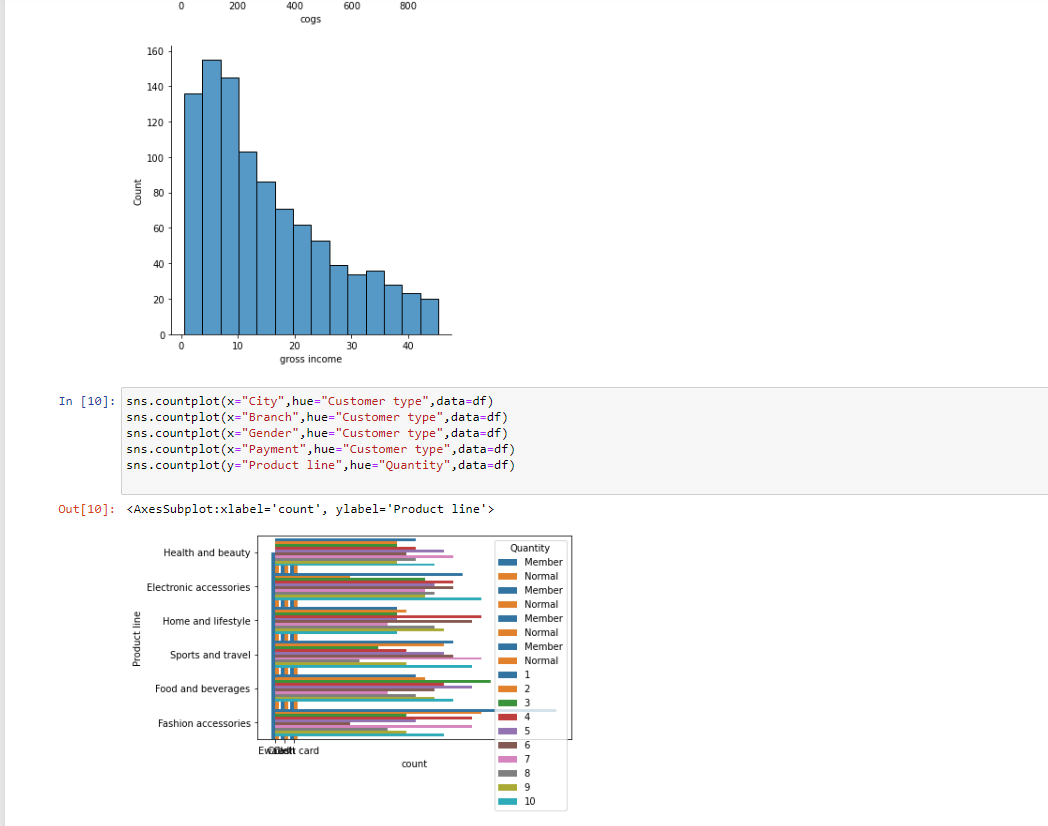 0 200 400 600 800
cogs
160
140
120
100
80
60
40
20
0
Count
0 10 20 30 40
gross income
In [10]:
sns.countplot(x="City",hue="Customer type",data=df)
sns.countplot(x="Branch",hue="Customer type",data=df)
sns.countplot(x="Gender",hue="Customer type",data=df)
sns.countplot(x="Payment",hue="Customer type",data=df)
sns.countplot(y="Product line",hue="Quantity",data=df)
Out[10]: <AxesSubplot:xlabel='count', ylabel='Product line'>
Health and beauty
Electronic accessories
Home and lifestyle
Sports and travel
Food and beverages
Fashion accessories
Product line
card
count
Quantity
Member
Normal
Member
Normal
Member
Normal
Member
Normal
1
2
3
4
5
6
7
8
9
10